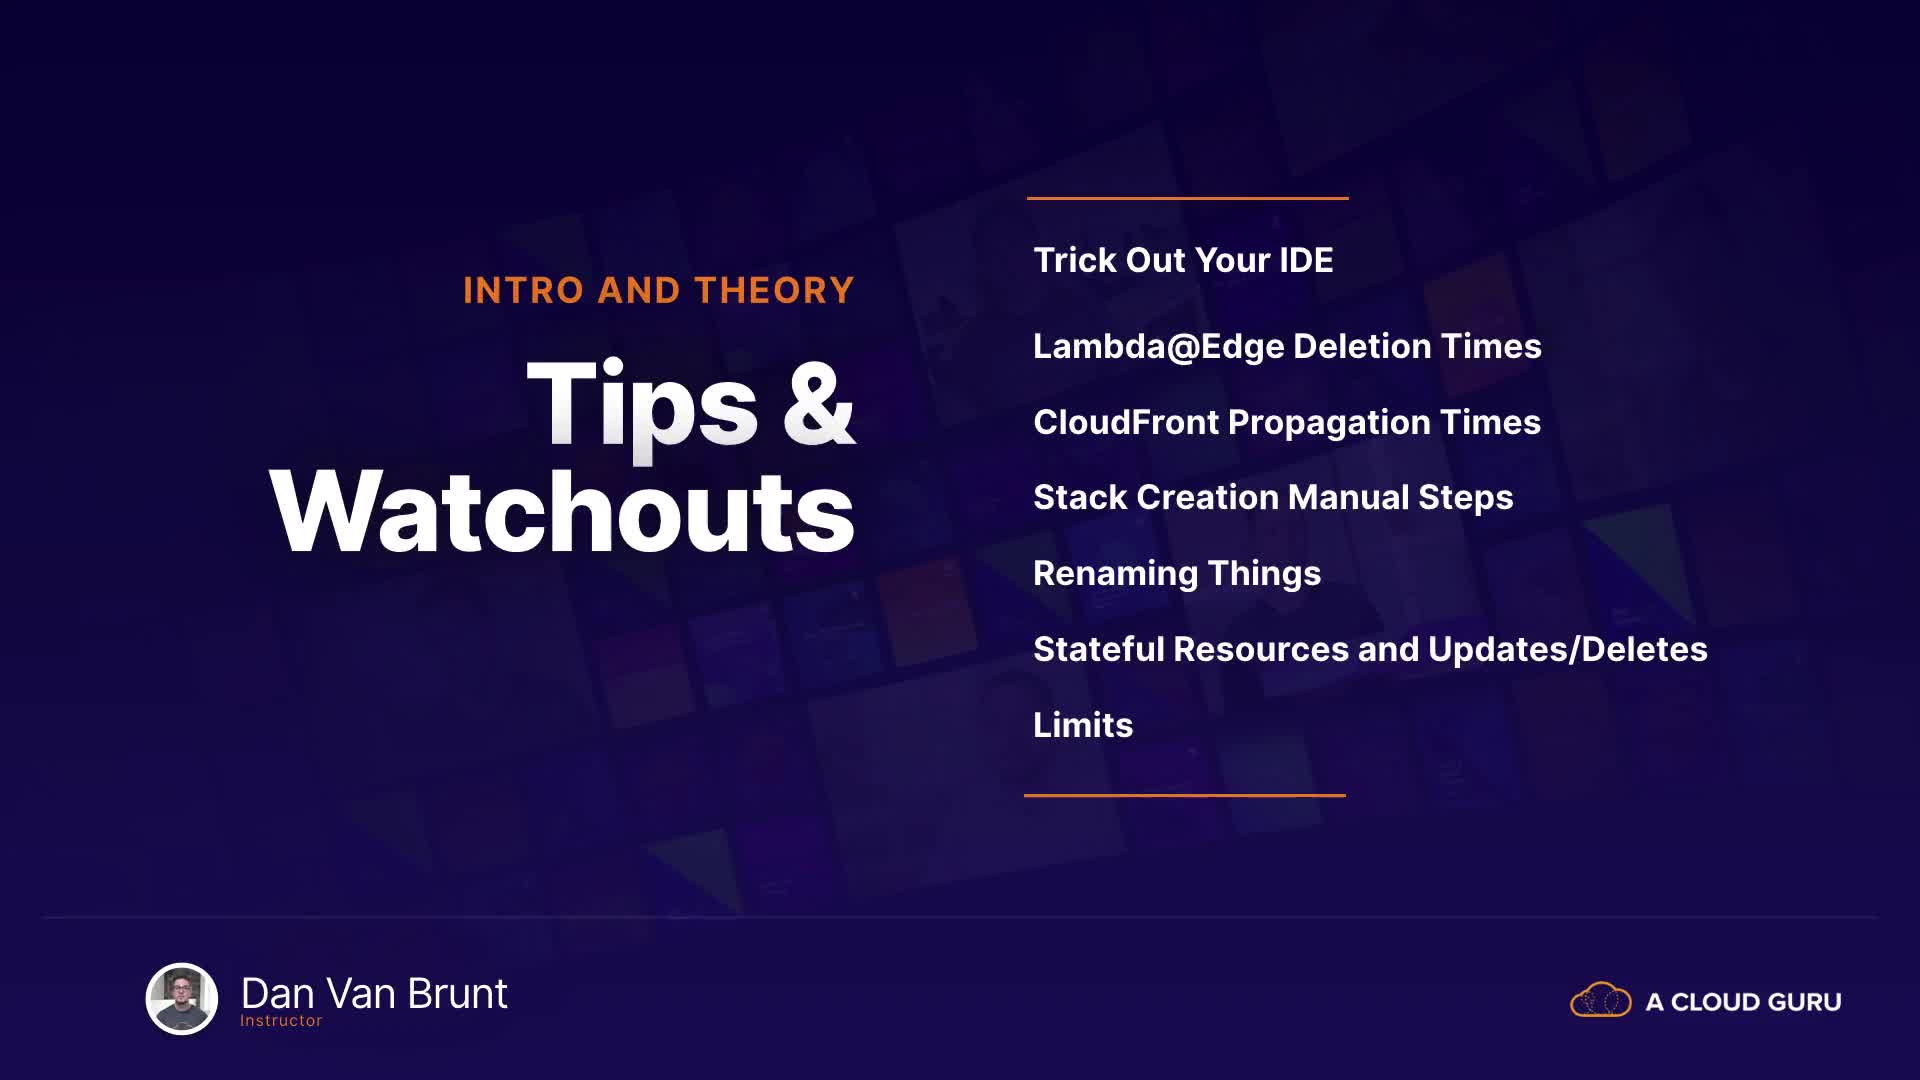 INTRO AND THEORY
Tips &
Watchouts
Trick Out Your IDE
Lambda@Edge Deletion Times
CloudFront Propagation Times
Stack Creation Manual Steps
Renaming Things
Stateful Resources and Updates/Deletes
Limits
Dan Van Brunt
Instructor
A CLOUD GURU